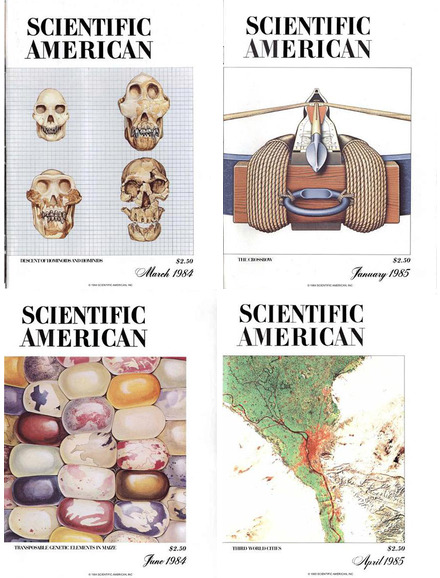 SCIENTIFIC
AMERICAN
DESCENT OF HOMINOIDS AND HOMINIDS
$2.50
March 1984
© 1984 SCIENTIFIC AMERICAN, INC
SCIENTIFIC
AMERICAN
THE CROSSBOW
$2.50
January 1985
SCIENTIFIC AMERICAN, INC
SCIENTIFIC
AMERICAN
TRANSPOSABLE GENETIC ELEMENTS IN MAIZE
$2.50
June 1984
© 1984 SCIENTIFIC AMERICAN, INC
SCIENTIFIC
AMERICAN
THIRD WORLD CITIES
$2.50
April 1985
SCIENTIFIC AMERICAN, INC